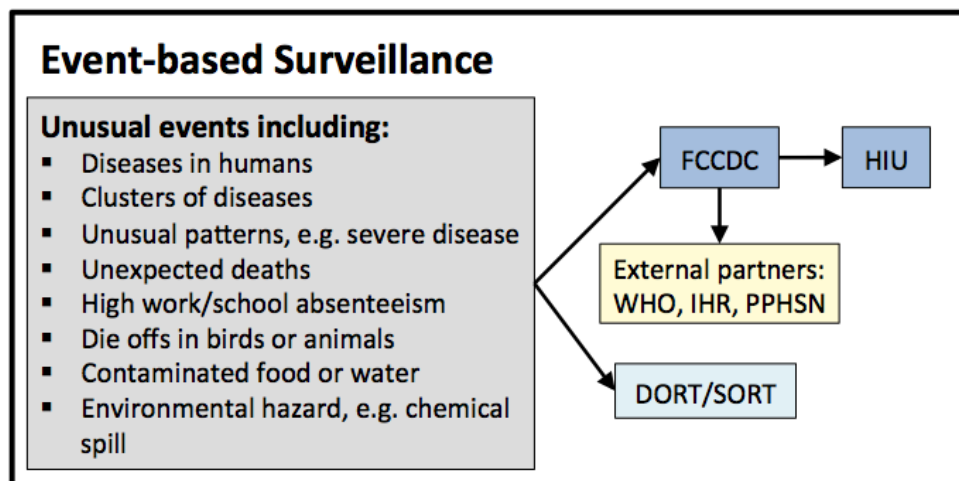 Event-based Surveillance
Unusual events including:
▪ Diseases in humans
▪ Clusters of diseases
▪ Unusual patterns, e.g. severe disease
▪ Unexpected deaths
▪ High work/school absenteeism
▪ Die offs in birds or animals
▪ Contaminated food or water
▪ Environmental hazard, e.g. chemical
spill
FCCDC
HIU
External partners:
WHO, IHR, PPHSN
DORT/SORT